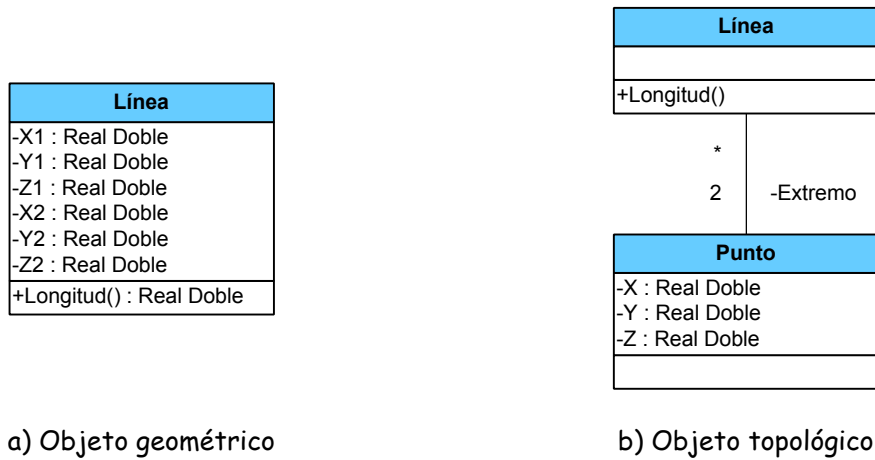 Línea
-X1 : Real Doble
-Y1 : Real Doble
-Z1 : Real Doble
-X2 : Real Doble
-Y2 : Real Doble
-Z2 : Real Doble
+Longitud() : Real Doble
a) Objeto geométrico
Línea
+Longitud()
*
2 -Extremo
Punto
-X : Real Doble
-Y : Real Doble
-Z : Real Doble
b) Objeto topológico